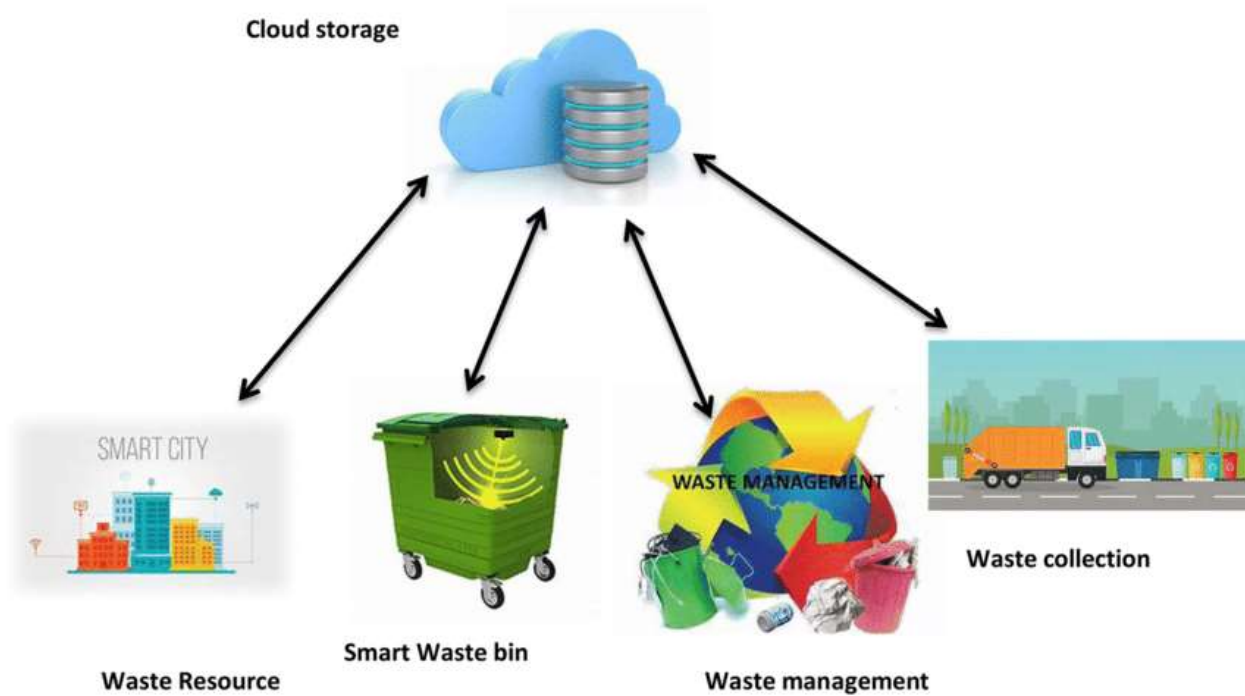 Cloud storage
SMART CITY
WASTE MANAGEMENT
Waste collection
Smart Waste bin
Waste Resource
Waste management